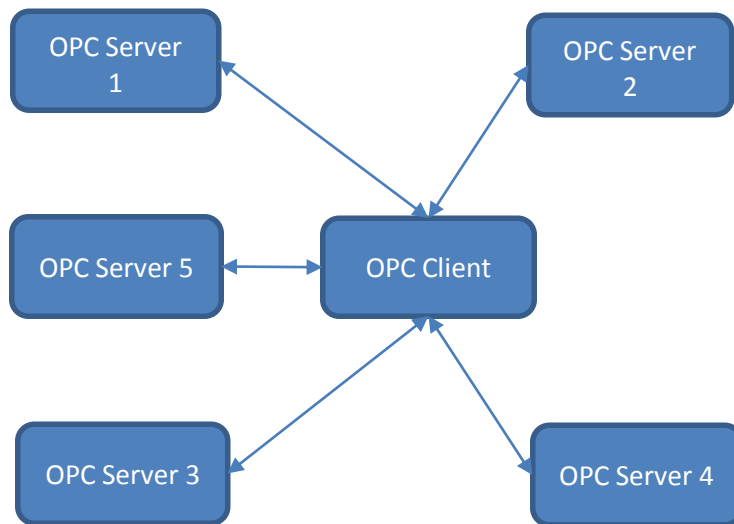 OPC Server
1
OPC Server
2
OPC Server 5
OPC Client
OPC Server 3
OPC Server 4